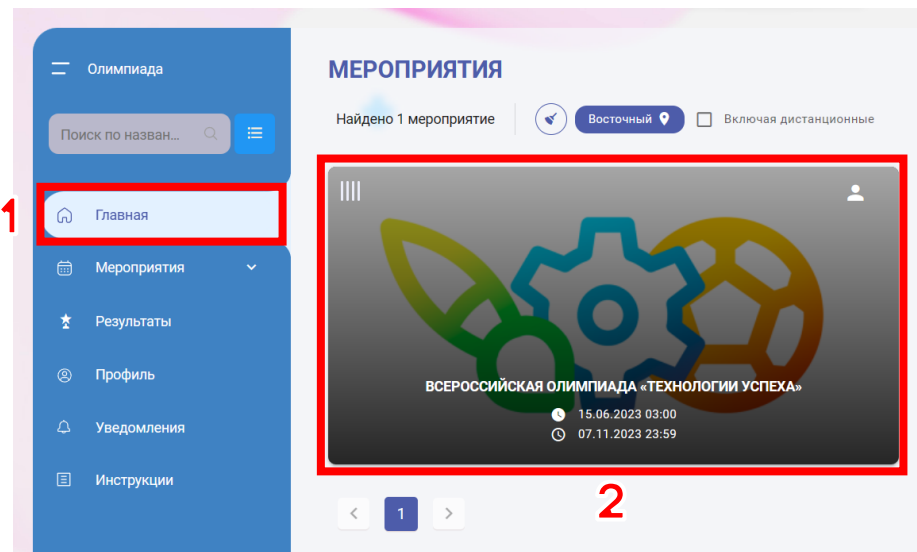 Олимпиада
Поиск по назван...
1
Главная
Мероприятия
Результаты
Профиль
Уведомления
Инструкции
МЕРОПРИЯТИЯ
Найдено 1 мероприятие
Восточный
Включая дистанционные
ВСЕРОССИЙСКАЯ ОЛИМПИАДА «ТЕХНОЛОГИИ УСПЕХА»
15.06.2023 03:00
07.11.2023 23:59
1
2